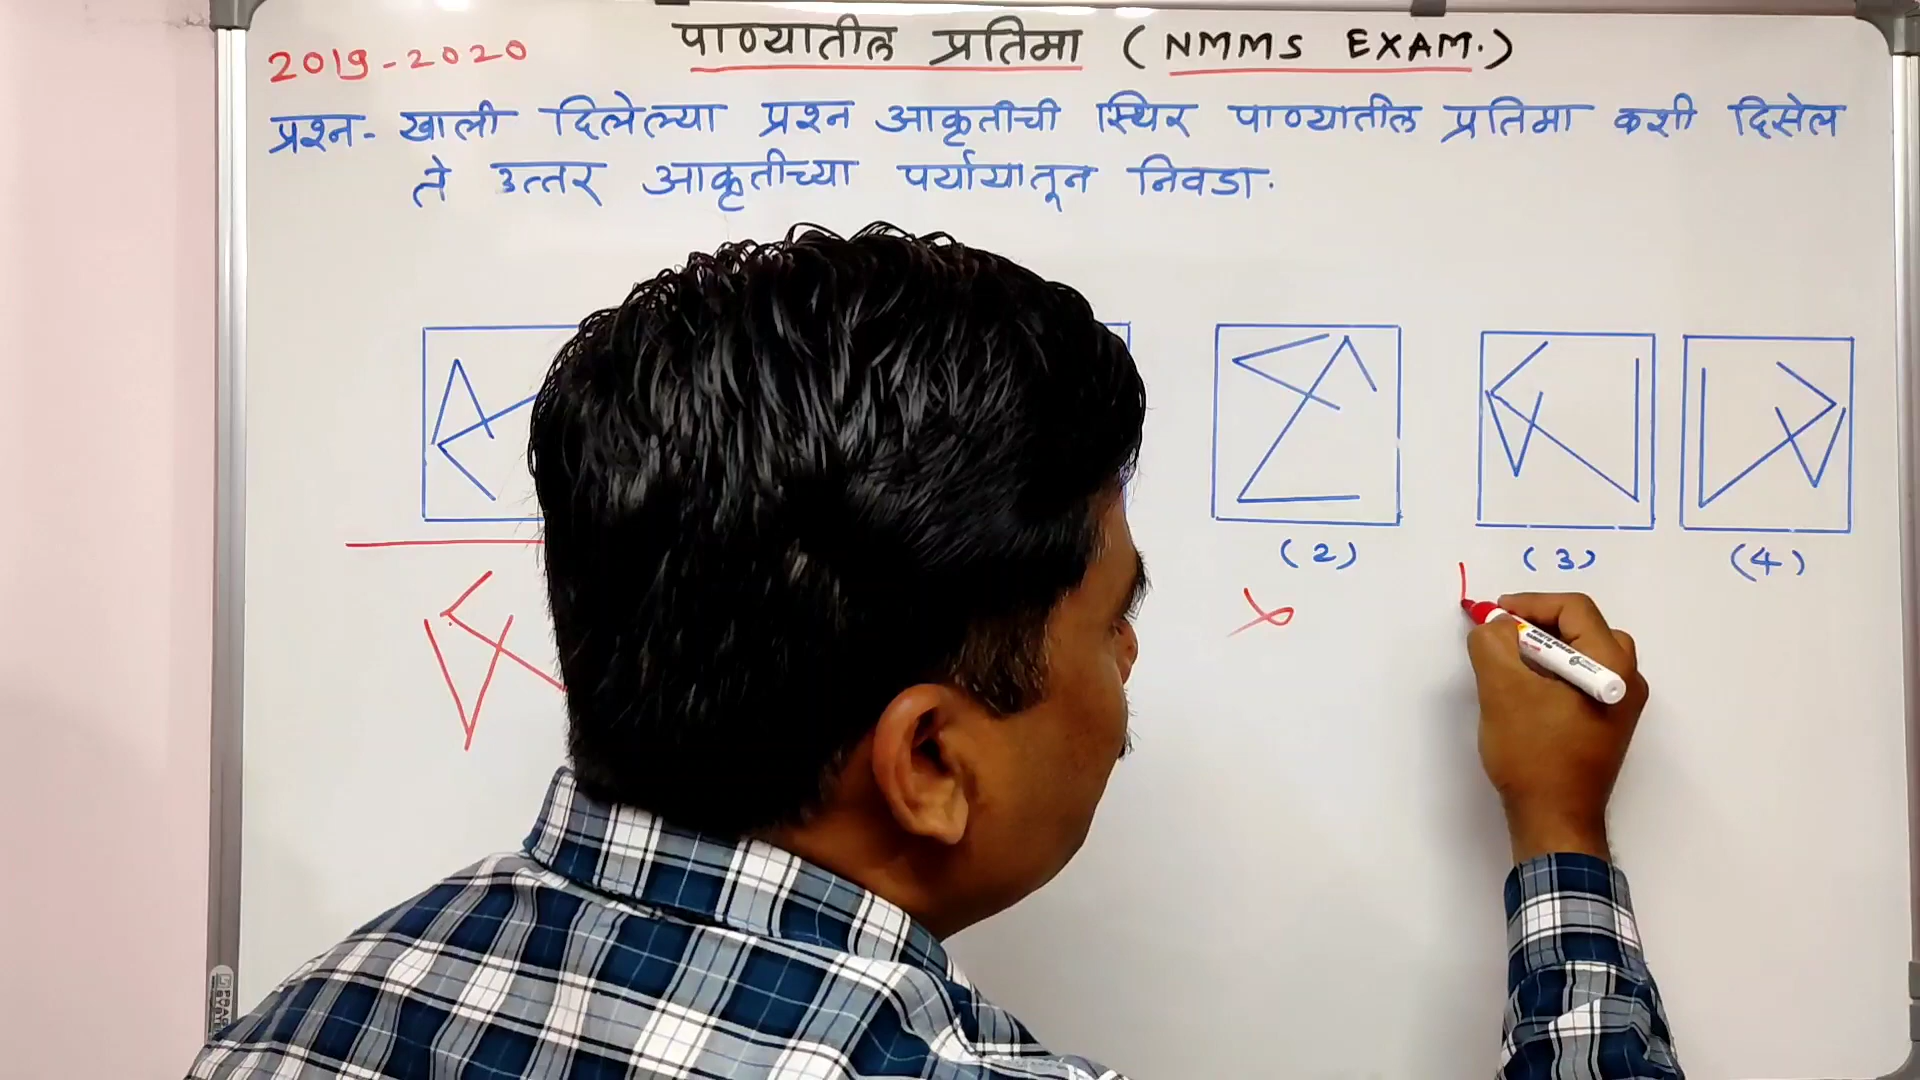 2019-2020
पाण्यातील प्रतिमा ( NMMS EXAM. )
प्रश्न- खाली दिलेल्या प्रश्न आकृतीची स्थिर पाण्यातील प्रतिमा कशी दिसेल
ते उत्तर आकृतीच्या पर्यायातून निवडा.
(2) (3) (4)